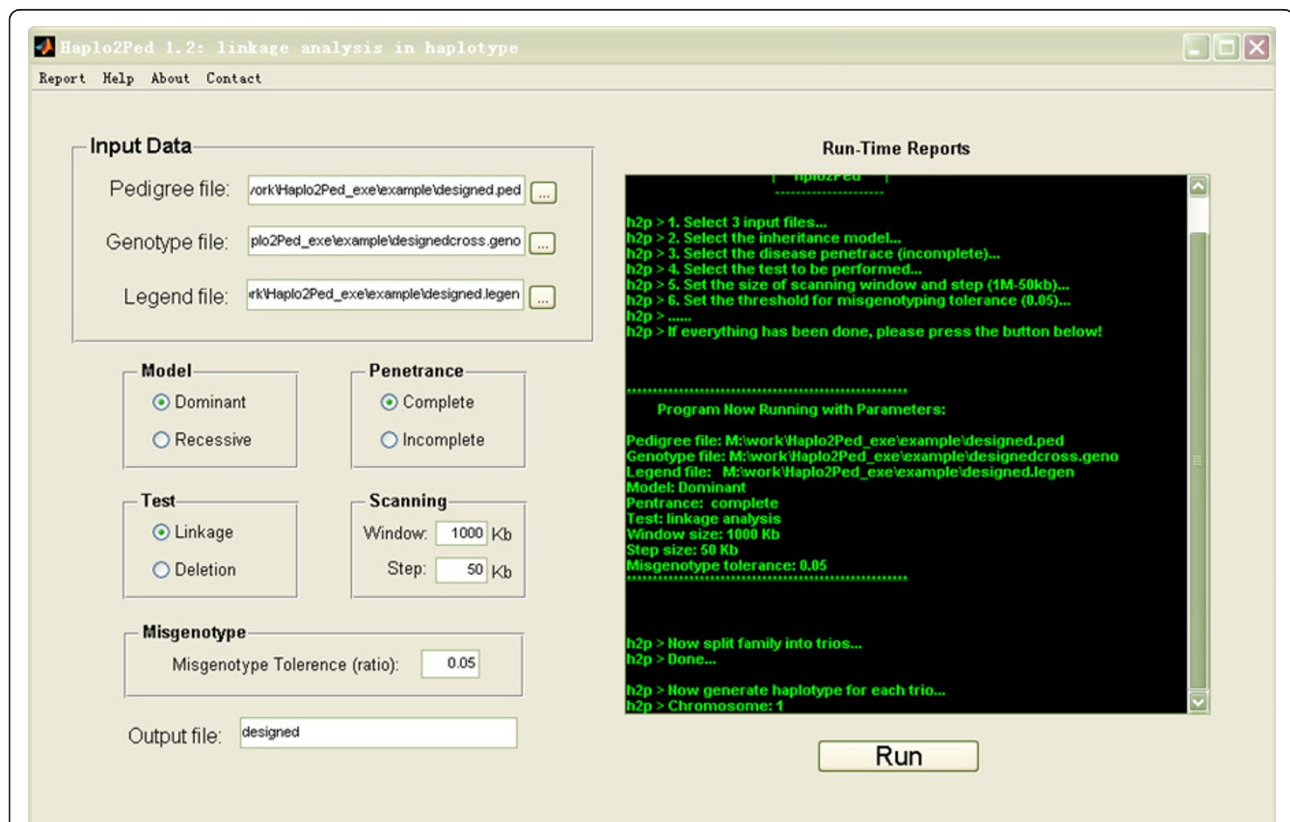 Haplo2Ped 1.2: linkage analysis in haplotype
Report Help About Contact
Input Data
Pedigree file: /ork\Haplo2Ped_exe\example\designed.ped ...
Genotype file: plo2Ped_exe\example\designedcross.geno ...
Legend file: rk\Haplo2Ped_exe\example\designed.legen ...
Model
Dominant
Recessive
Penetrance
Complete
Incomplete
Test
Linkage
Deletion
Scanning
Window: 1000 Kb
Step: 50 Kb
Misgenotype
Misgenotype Tolerence (ratio): 0.05
Output file: designed
Run-Time Reports
| hplo2Ped |
----------------------
h2p > 1. Select 3 input files...
h2p > 2. Select the inheritance model...
h2p > 3. Select the disease penetrace (incomplete)...
h2p > 4. Select the test to be performed...
h2p > 5. Set the size of scanning window and step (1M-50kb)...
h2p > 6. Set the threshold for misgenotyping tolerance (0.05)...
h2p > ......
h2p > If everything has been done, please press the button below!
******************************************************
Program Now Running with Parameters:
Pedigree file: M:\work\Haplo2Ped_exe\example\designed.ped
Genotype file: M:\work\Haplo2Ped_exe\example\designedcross.geno
Legend file: M:\work\Haplo2Ped_exe\example\designed.legen
Model: Dominant
Pentrance: complete
Test: linkage analysis
Window size: 1000 Kb
Step size: 50 Kb
Misgenotype tolerance: 0.05
******************************************************
h2p > Now split family into trios...
h2p > Done...
h2p > Now generate haplotype for each trio...
h2p > Chromosome: 1
Run